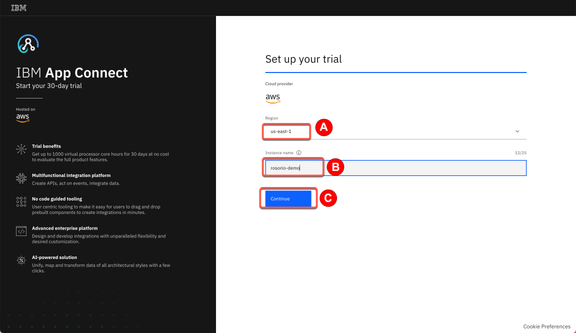 IBM
IBM App Connect
Start your 30-day trial
Hosted on
aws
Trial benefits
Get up to 1000 virtual processor core hours for 30 days at no cost
to evaluate the full product features.
Multifunctional integration platform
Create APIs, act on events, integrate data.
No code guided tooling
User centric tooling to make it easy for users to drag and drop
prebuilt components to create integrations in minutes.
Advanced enterprise platform
Design and develop integrations with unparalleled flexibility and
desired customization.
AI-powered solution
Unify, map and transform data of all architectural styles with a few
clicks.
Set up your trial
Cloud provider
aws
Region
us-east-1
A
Instance name
12/20
rosorio-demo
B
Continue
C
Cookie Preferences